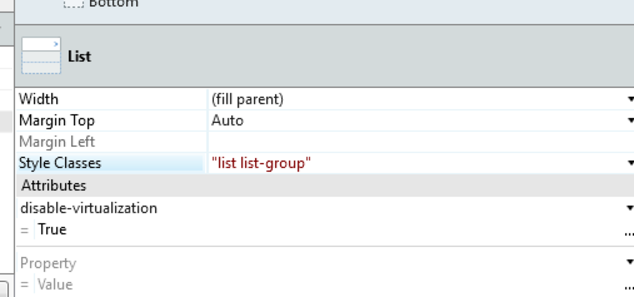 Bottom
List
Width (fill parent)
Margin Top Auto
Margin Left
Style Classes "list list-group"
Attributes
disable-virtualization
= True ...
Property
= Value ...